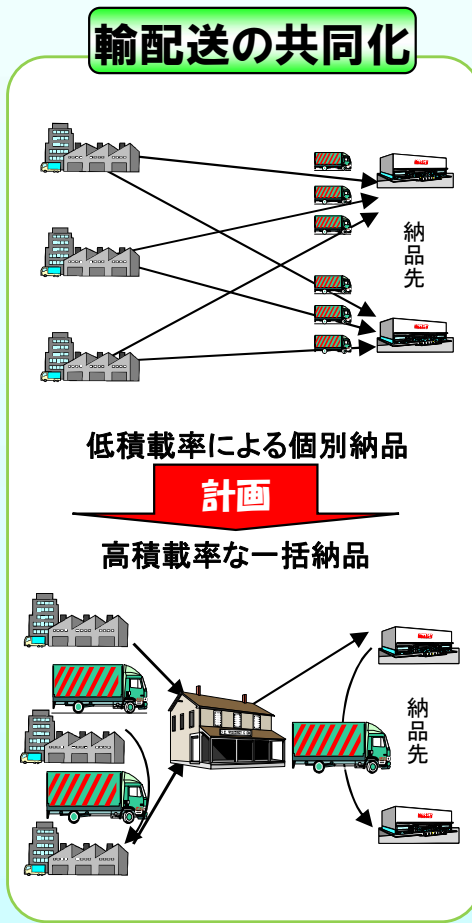 輸配送の共同化
納品先
低積載率による個別納品
計画
高積載率な一括納品
納品先